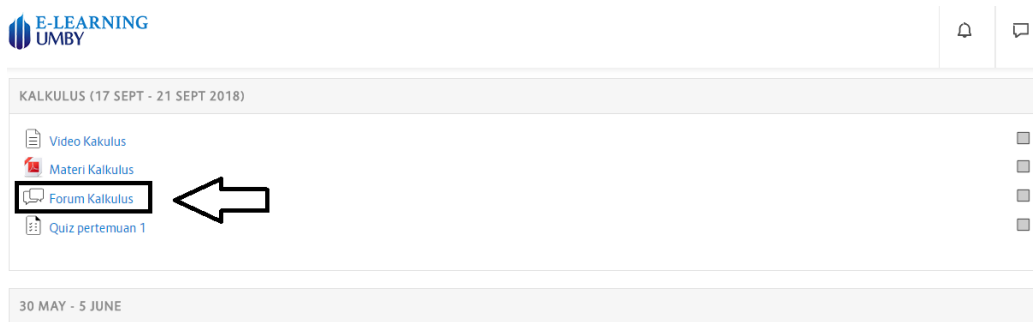 E-LEARNING
UMBY
KALKULUS (17 SEPT - 21 SEPT 2018)
Video Kakulus
Materi Kalkulus
Forum Kalkulus
Quiz pertemuan 1
30 MAY - 5 JUNE